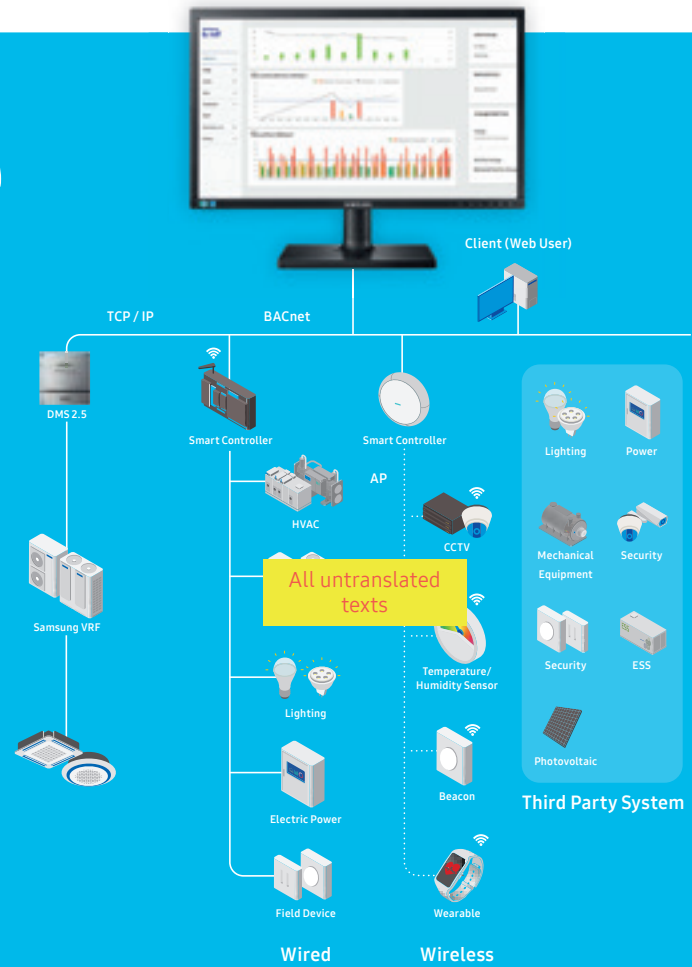 Client (Web User)
TCP / IP
BACnet
DMS 2.5
Smart Controller
Smart Controller
Lighting
Power
AP
HVAC
CCTV
Mechanical
Equipment
Security
All untranslated
texts
Samsung VRF
Security
ESS
Temperature/
Humidity Sensor
Lighting
Photovoltaic
Beacon
Third Party System
Electric Power
Field Device
Wearable
Wired
Wireless